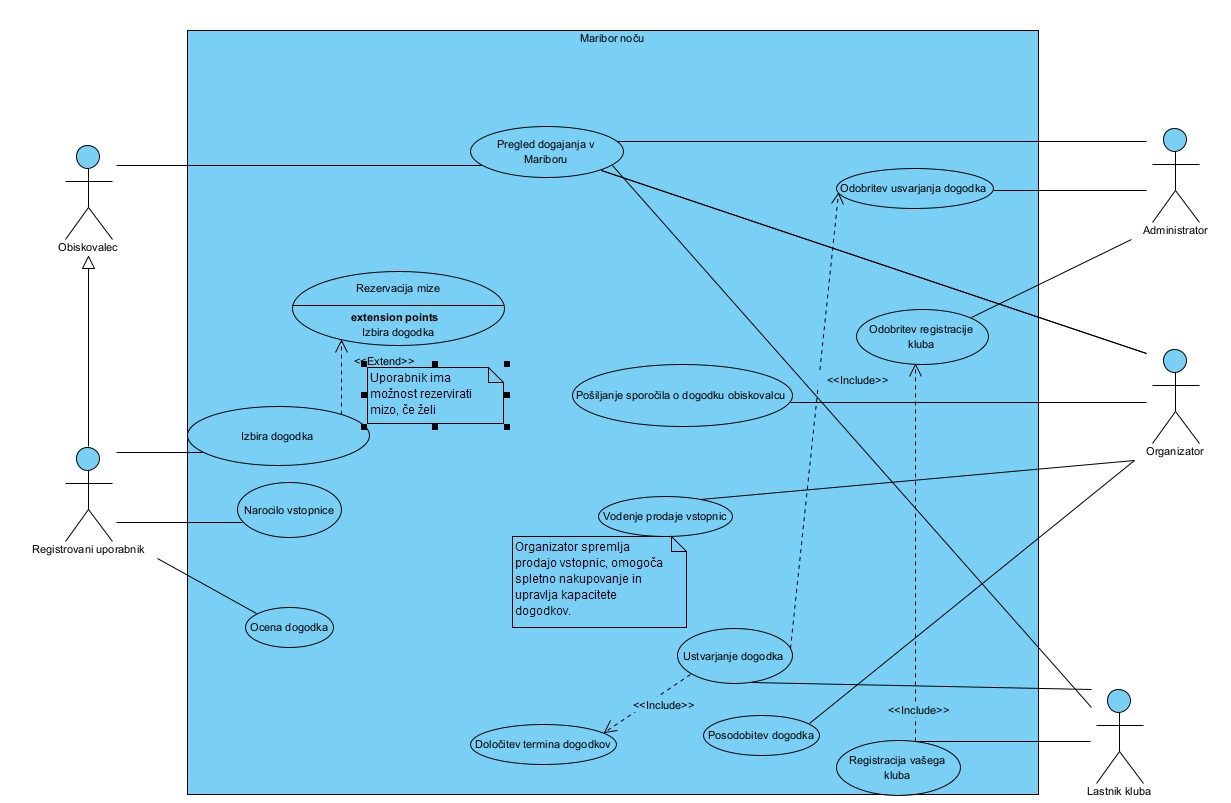 Maribor noču
Pregled dogajanja v
Mariboru
Odobritev usvarjanja dogodka
Administrator
Obiskovalec
Rezervacija mize
extension points
Izbira dogodka
<<Extend>>
Uporabnik ima
možnost rezervirati
mizo, če želi
Odobritev registracije
kluba
<<Include>>
Pošiljanje sporočila o dogodku obiskovalcu
Organizator
Izbira dogodka
Narocilo vstopnice
Registrovani uporabnik
Vodenje prodaje vstopnic
Organizator spremlja
prodajo vstopnic, omogoča
spletno nakupovanje in
upravlja kapacitete
dogodkov.
Ocena dogodka
Ustvarjanje dogodka
<<Include>>
<<Include>>
Določitev termina dogodkov
Posodobitev dogodka
Registracija vašega
kluba
Lastnik kluba